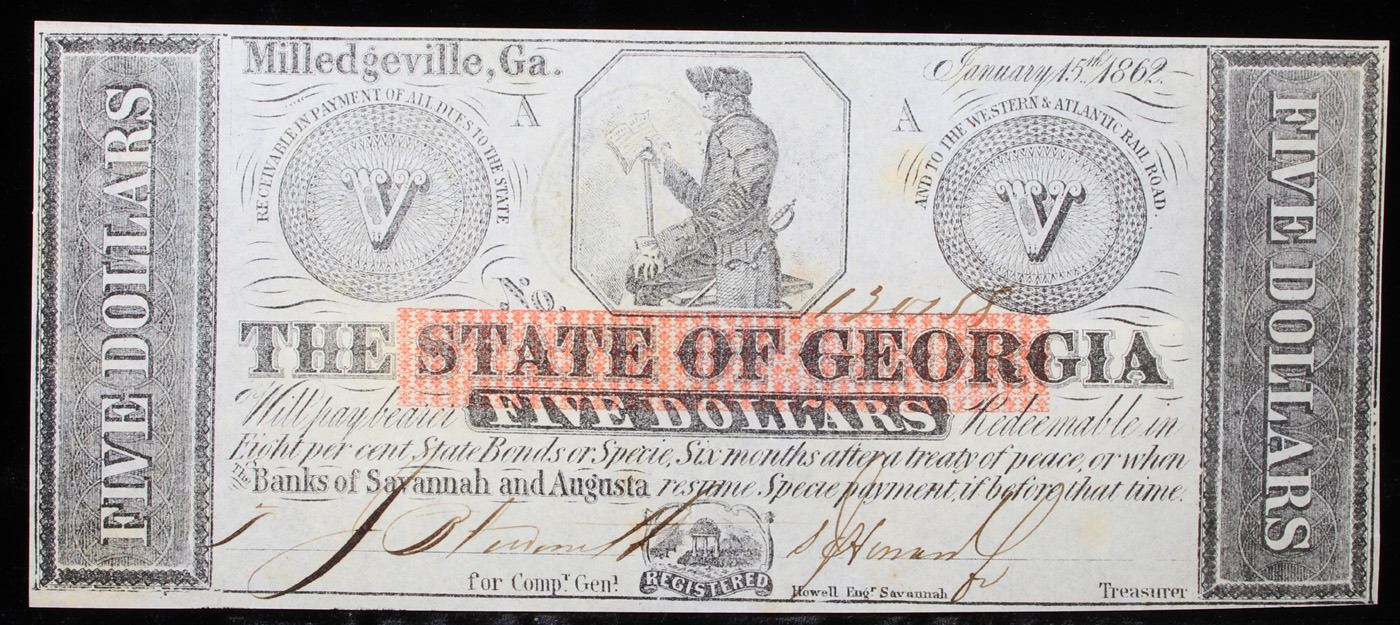 Milledgeville, Ga.
January 15th, 1862.
FIVE DOLLARS
RECEIVABLE IN PAYMENT OF ALL DUES TO THE STATE
V
A
A
AND TO THE WESTERN & ATLANTIC RAIL ROAD.
V
FIVE DOLLARS
No.
THE STATE OF GEORGIA
Will pay bearer FIVE DOLLARS Redeemable in
Eight per cent State Bonds or Specie, Six months after a treaty of peace, or when
The Banks of Savannah and Augusta resume Specie payment, if before that time.
for Compr. Genl.
REGISTERED
Howell Engr. Savannah
Treasurer